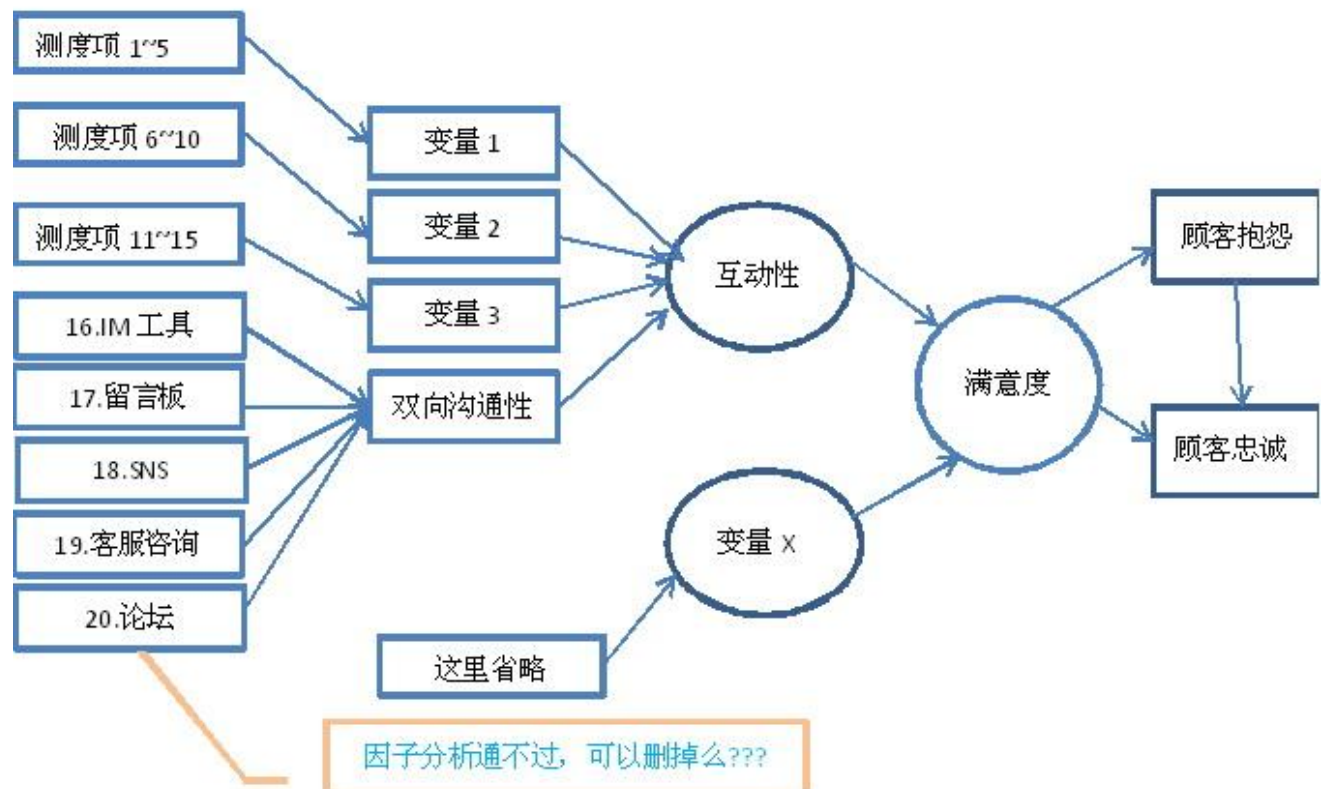 测度项 1~5
测度项 6~10
测度项 11~15
16.IM 工具
17.留言板
18.SNS
19.客服咨询
20.论坛
变量 1
变量 2
变量 3
双向沟通性
互动性
变量 X
这里省略
满意度
顾客抱怨
顾客忠诚
因子分析通不过，可以删掉么???